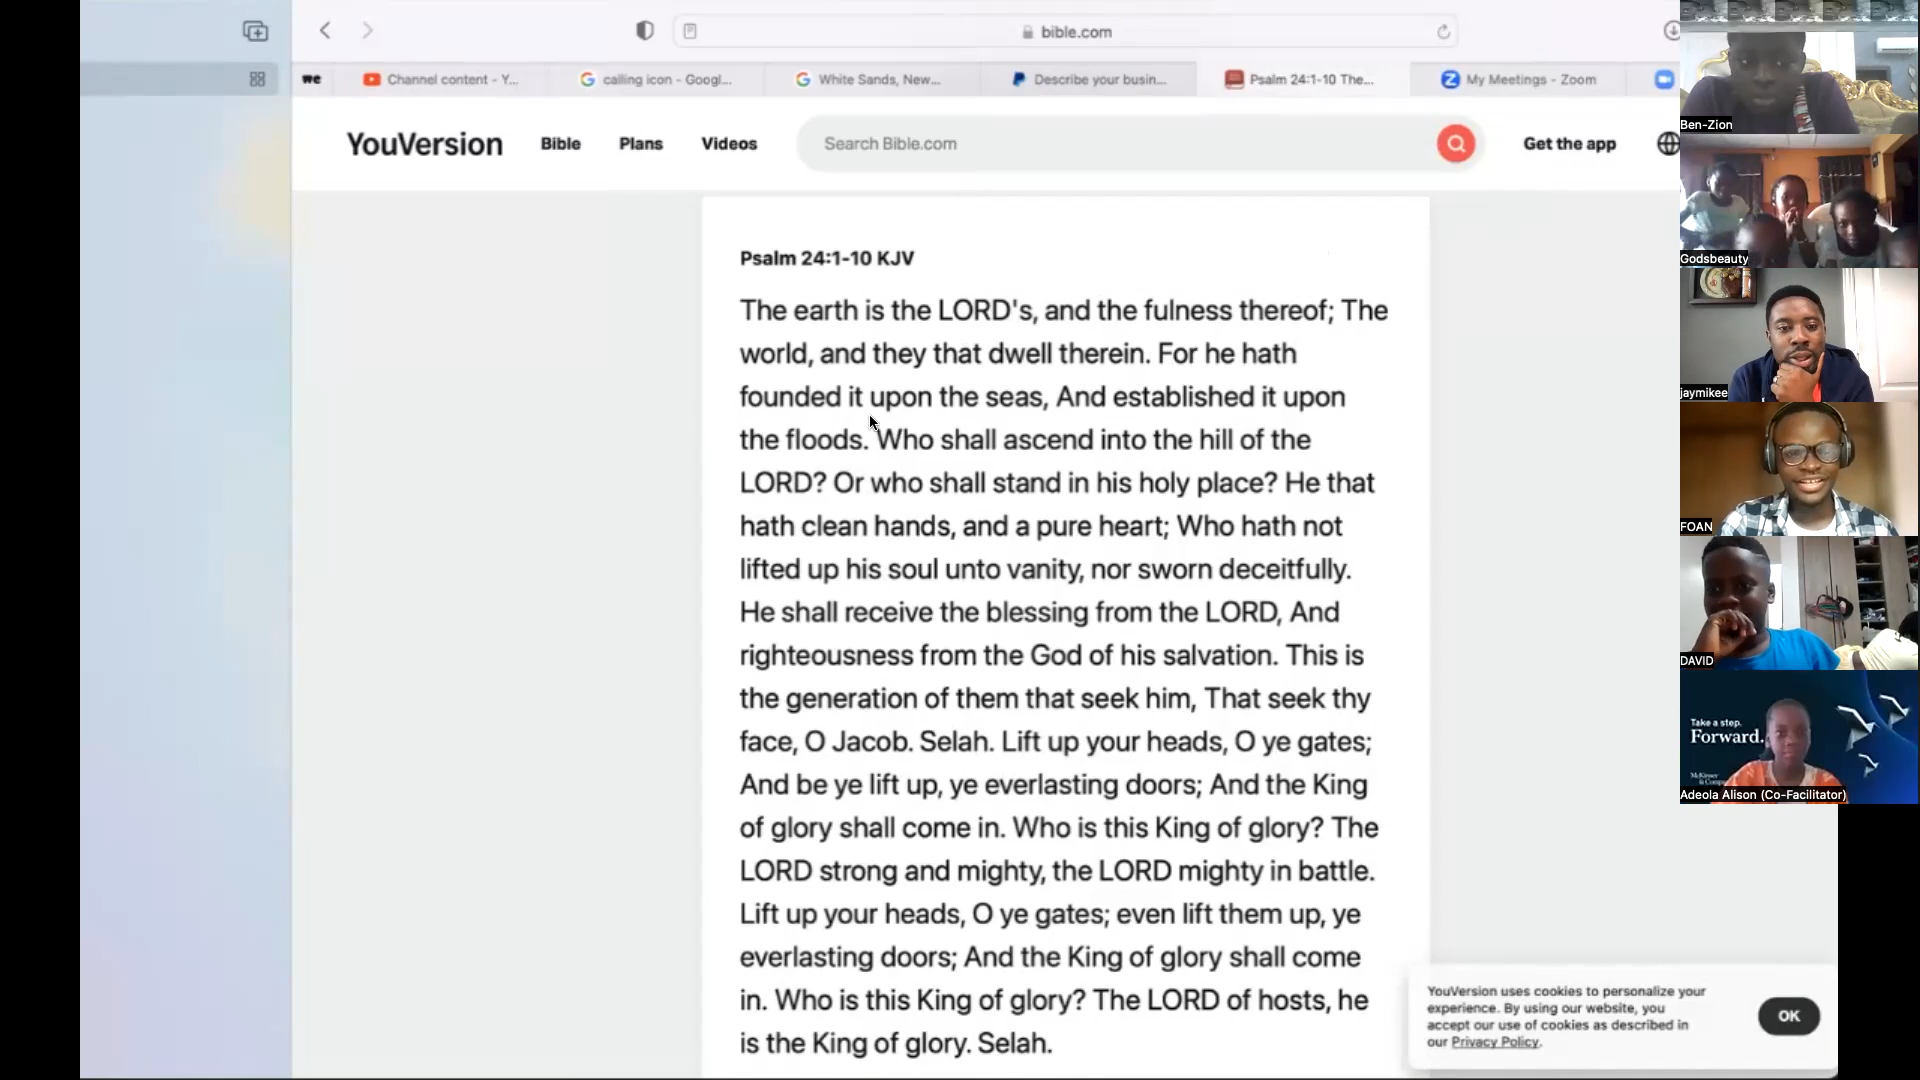 bible.com
we
Channel content - Y...
calling icon - Googl...
White Sands, New...
Describe your busin...
Psalm 24:1-10 The...
My Meetings - Zoom
YouVersion
Bible
Plans
Videos
Search Bible.com
Get the app
Psalm 24:1-10 KJV
The earth is the LORD's, and the fulness thereof; The
world, and they that dwell therein. For he hath
founded it upon the seas, And established it upon
the floods. Who shall ascend into the hill of the
LORD? Or who shall stand in his holy place? He that
hath clean hands, and a pure heart; Who hath not
lifted up his soul unto vanity, nor sworn deceitfully.
He shall receive the blessing from the LORD, And
righteousness from the God of his salvation. This is
the generation of them that seek him, That seek thy
face, O Jacob. Selah. Lift up your heads, O ye gates;
And be ye lift up, ye everlasting doors; And the King
of glory shall come in. Who is this King of glory? The
LORD strong and mighty, the LORD mighty in battle.
Lift up your heads, O ye gates; even lift them up, ye
everlasting doors; And the King of glory shall come
in. Who is this King of glory? The LORD of hosts, he
is the King of glory. Selah.
YouVersion uses cookies to personalize your
experience. By using our website, you
accept our use of cookies as described in
our Privacy Policy.
OK
Ben-Zion
Godsbeauty
jaymikee
FOAN
DAVID
Take a step.
Forward.
McKinsey
& Comp
Adeola Alison (Co-Facilitator)